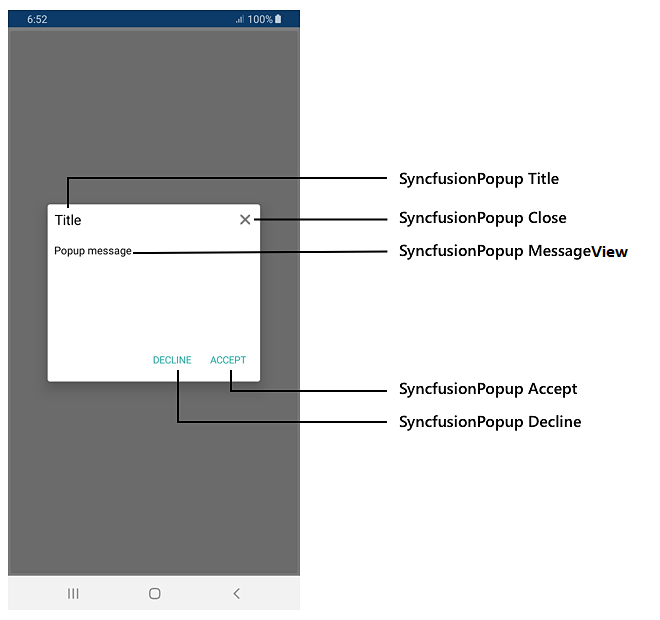 6:52 100%
SyncfusionPopup Title
Title
SyncfusionPopup Close
Popup message
SyncfusionPopup MessageView
DECLINE ACCEPT
SyncfusionPopup Accept
SyncfusionPopup Decline